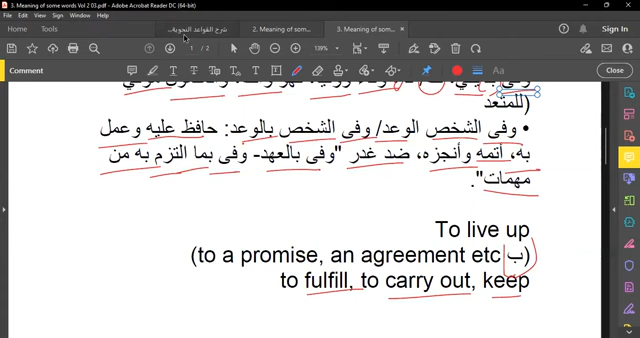 3. Meaning of some words Vol 2 03.pdf - Adobe Acrobat Reader DC (64-bit)
File Edit View Sign Window Help
Home Tools
شرح القواعد النحوية...
2. Meaning of som...
3. Meaning of som... ×
Sign In
1 / 2
139%
Comment
Close
(للمتعد
• وفى الشخص الوعد/ وفى الشخص بالوعد: حافظ عليه وعمل
به، أتمه وأنجزه، ضد غدر "وفى بالعهد- وفى بما التزم به من
مهمات".
To live up
(to a promise, an agreement etc ب)
to fulfill, to carry out, keep